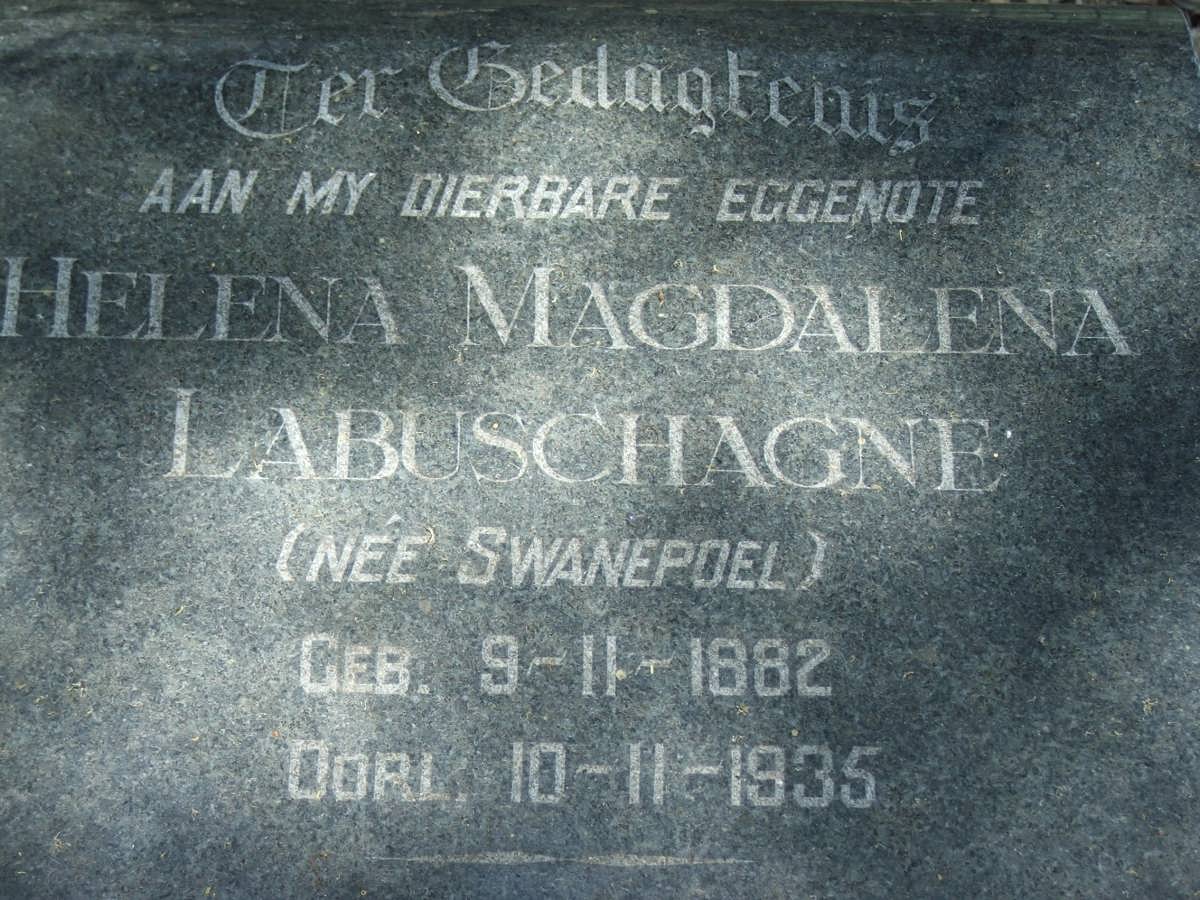 Ter Gedagtenis
AAN MY DIERBARE EGGENOTE
HELENA MAGDALENA
LABUSCHAGNE
(NÉE SWANEPOEL)
GEB. 9-11-1882
OORL. 10-11-1935